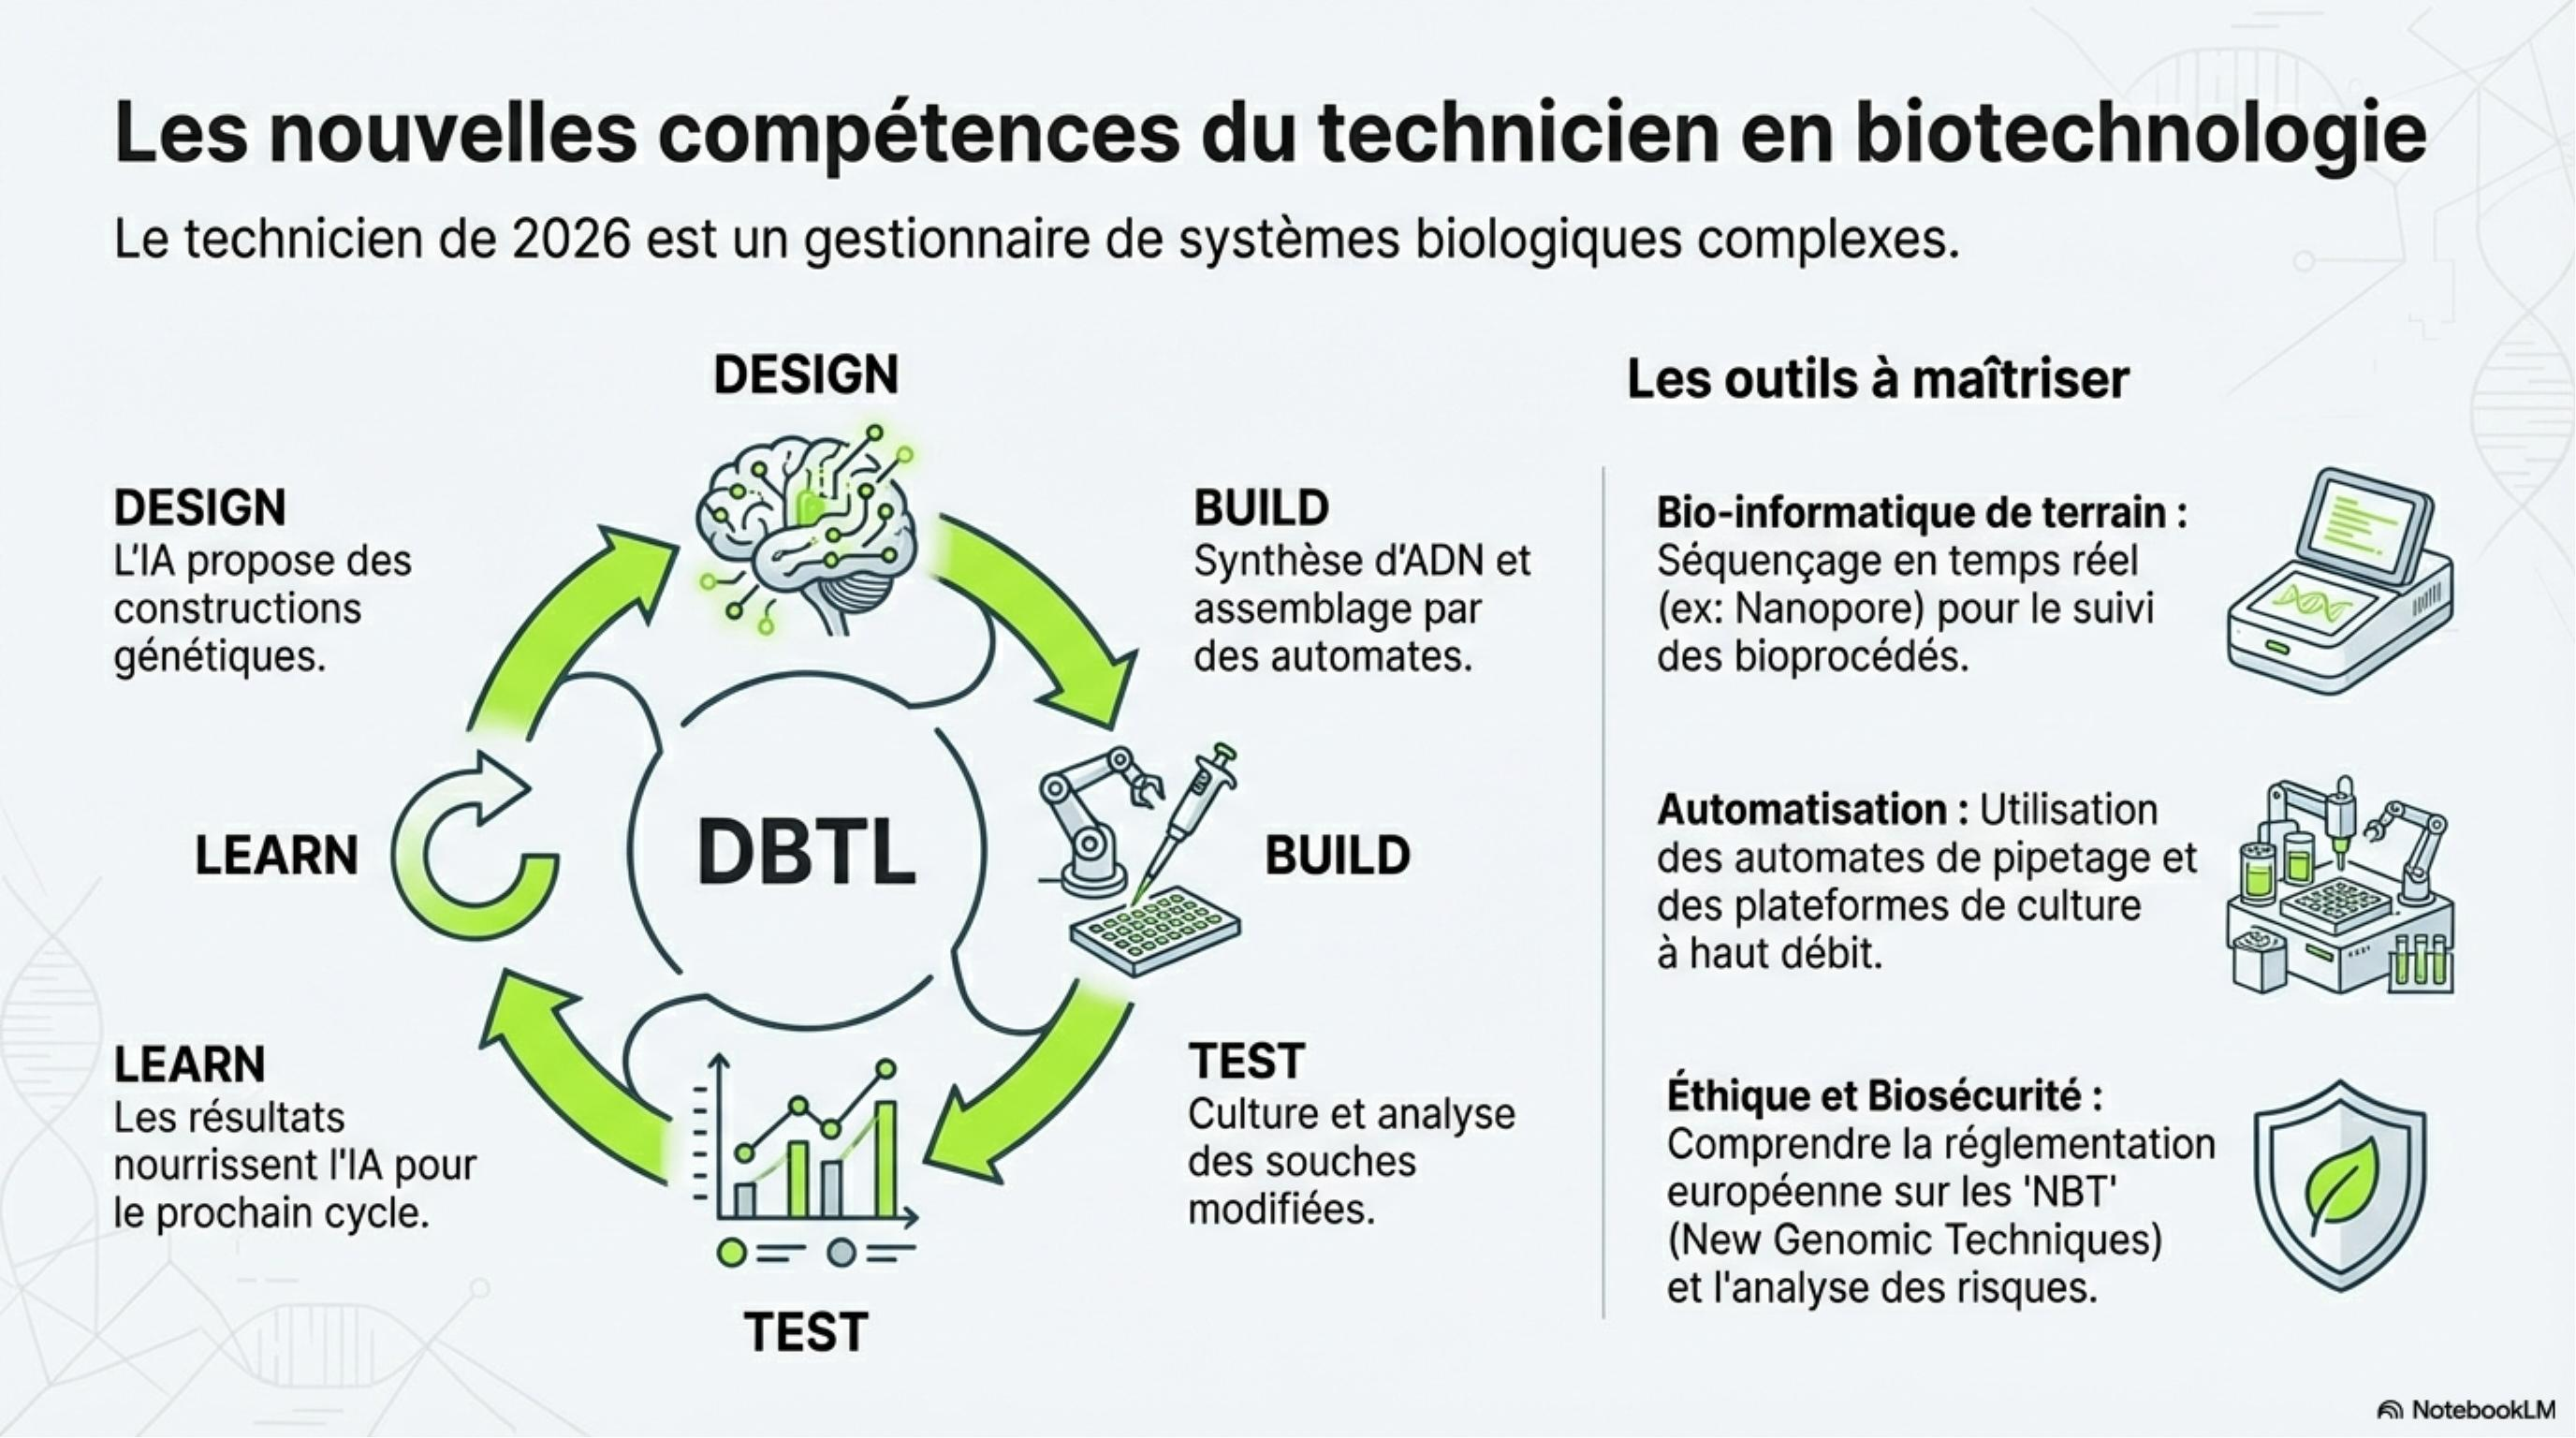 Les nouvelles compétences du technicien en biotechnologie
Le technicien de 2026 est un gestionnaire de systèmes biologiques complexes.
DESIGN
DESIGN
L'IA propose des
constructions
génétiques.
BUILD
Synthèse d'ADN et
assemblage par
des automates.
LEARN
DBTL
BUILD
LEARN
Les résultats
nourrissent l'IA pour
le prochain cycle.
TEST
Culture et analyse
des souches
modifiées.
TEST
Les outils à maîtriser
Bio-informatique de terrain :
Séquençage en temps réel
(ex: Nanopore) pour le suivi
des bioprocédés.
Automatisation : Utilisation
des automates de pipetage et
des plateformes de culture
à haut débit.
Éthique et Biosécurité :
Comprendre la réglementation
européenne sur les 'NBT'
(New Genomic Techniques)
et l'analyse des risques.
NotebookLM